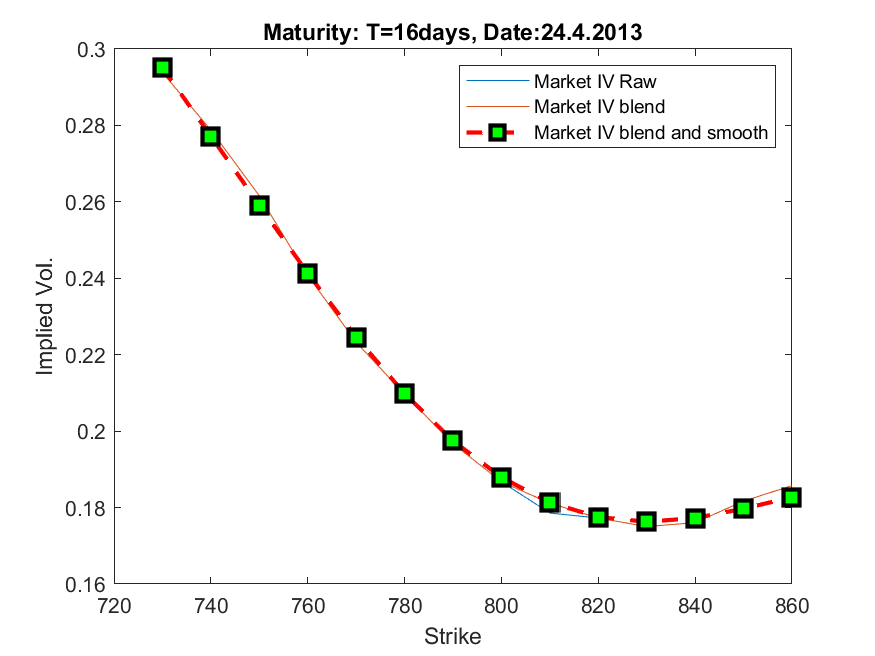 Maturity: T=16days, Date:24.4.2013
0.3
Market IV Raw
Market IV blend
Market IV blend and smooth
0.28
0.26
0.24
0.22
0.2
0.18
0.16
Implied Vol.
720 740 760 780 800 820 840 860
Strike